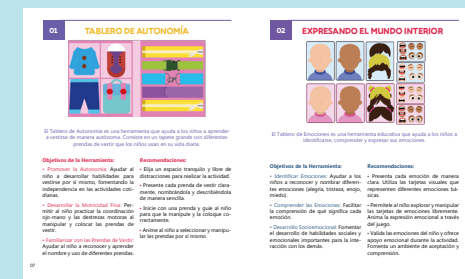 01
TABLERO DE AUTONOMÍA
El Tablero de Autonomía es una herramienta que ayuda a los niños a aprender
a vestirse de manera autónoma. Consiste en un tapete grande con diferentes
prendas de vestir que los niños usan en su vida diaria.
Objetivos de la Herramienta:
• Promover la Autonomía: Ayudar al
niño a desarrollar habilidades para
vestirse por sí mismo, fomentando la
independencia en las actividades coti-
dianas.
• Desarrollar la Motricidad Fina: Per-
mitir al niño practicar la coordinación
ojo-mano y las destrezas motoras al
manipular y colocar las prendas de
vestir.
• Familiarizar con las Prendas de Vestir:
Ayudar al niño a reconocer y aprender
el nombre y uso de diferentes prendas.
Recomendaciones:
• Elija un espacio tranquilo y libre de
distracciones para realizar la actividad.
• Presente cada prenda de vestir clara-
mente, nombrándola y describiéndola
de manera sencilla.
• Inicie con una prenda y guíe al niño
para que la manipule y la coloque co-
rrectamente.
• Anime al niño a seleccionar y manipu-
lar las prendas por sí mismo.
07
02
EXPRESANDO EL MUNDO INTERIOR
El Tablero de Emociones es una herramienta educativa que ayuda a los niños a
identificarse, comprender y expresar sus emociones.
Objetivos de la Herramienta:
• Identificar Emociones: Ayudar a los
niños a reconocer y nombrar diferen-
tes emociones (alegría, tristeza, enojo,
miedo).
• Comprender las Emociones: Facilitar
la comprensión de qué significa cada
emoción.
• Desarrollo Socioemocional: Fomentar
el desarrollo de habilidades sociales y
emocionales importantes para la inte-
racción con los demás.
Recomendaciones:
• Presenta cada emoción de manera
clara. Utiliza las tarjetas visuales que
representen diferentes emociones bá-
sicas.
• Permítele al niño explorar y manipular
las tarjetas de emociones libremente.
Anima la expresión emocional a través
del juego.
• Valida las emociones del niño y ofrece
apoyo emocional durante la actividad.
Fomenta un ambiente de aceptación y
comprensión.